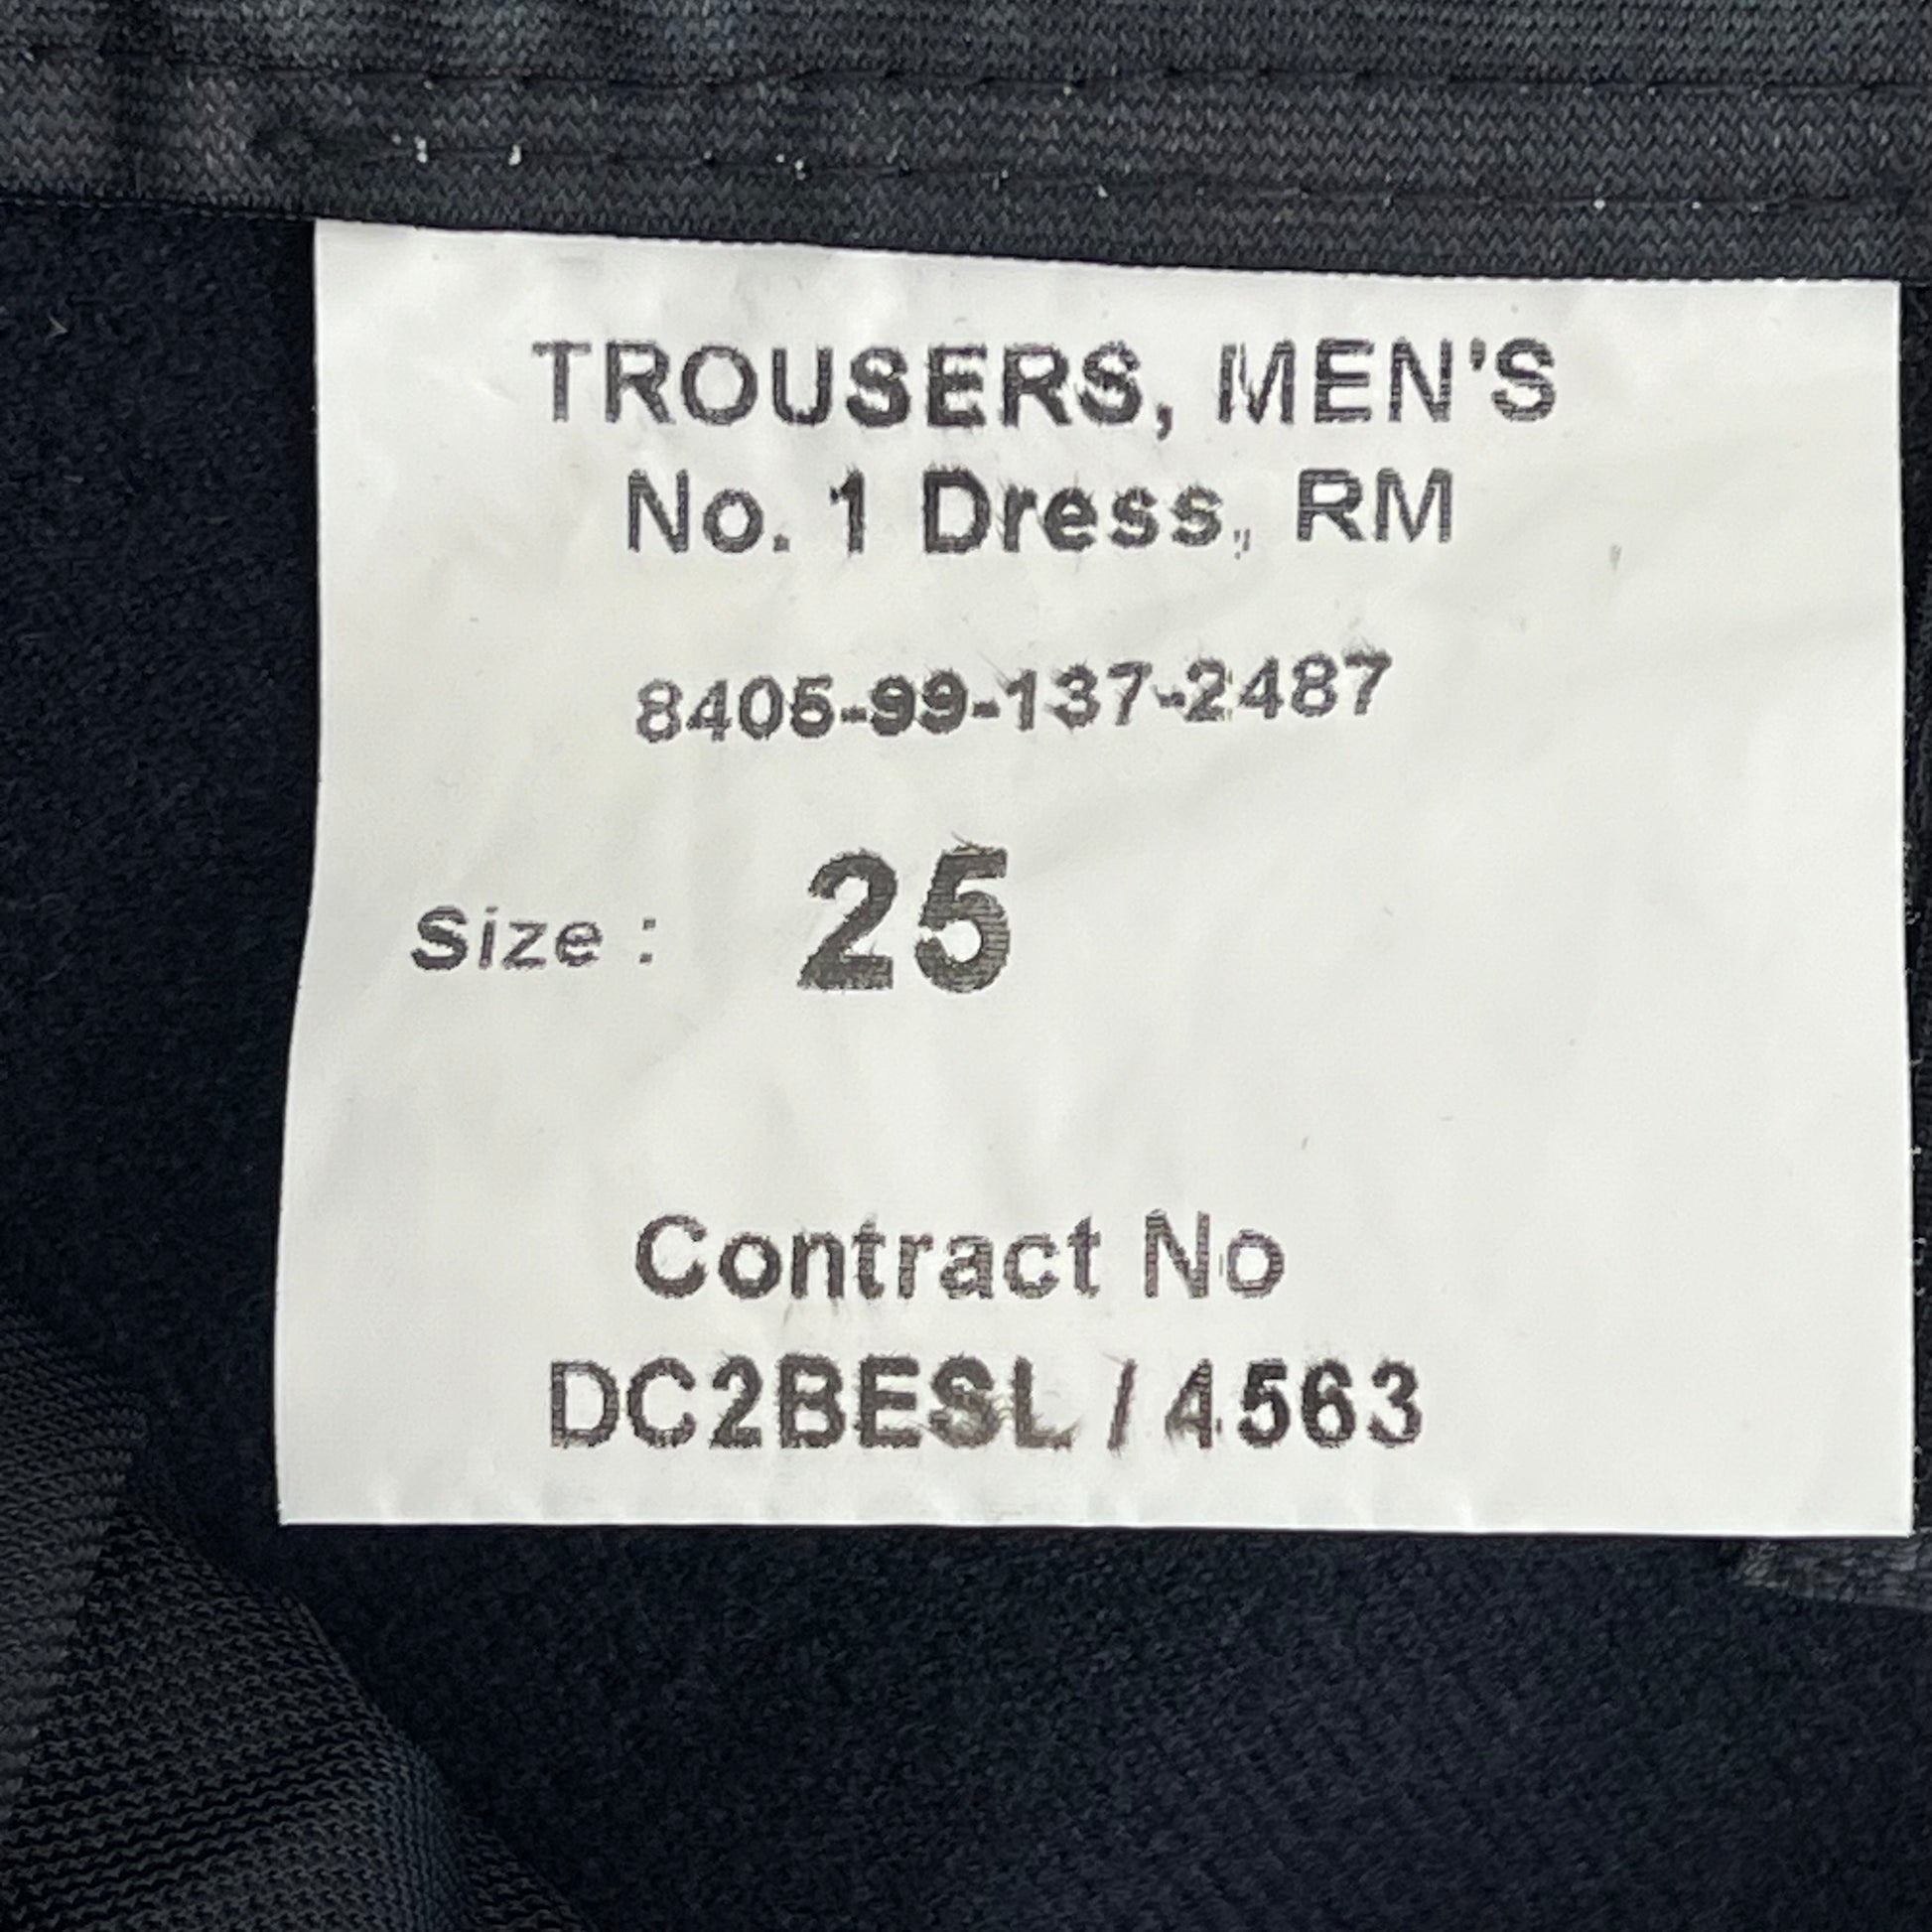 TROUSERS, MEN'S
No. 1 Dress, RM
8405-99-137-2487
Size : 25
Contract No
DC2BESL / 4563